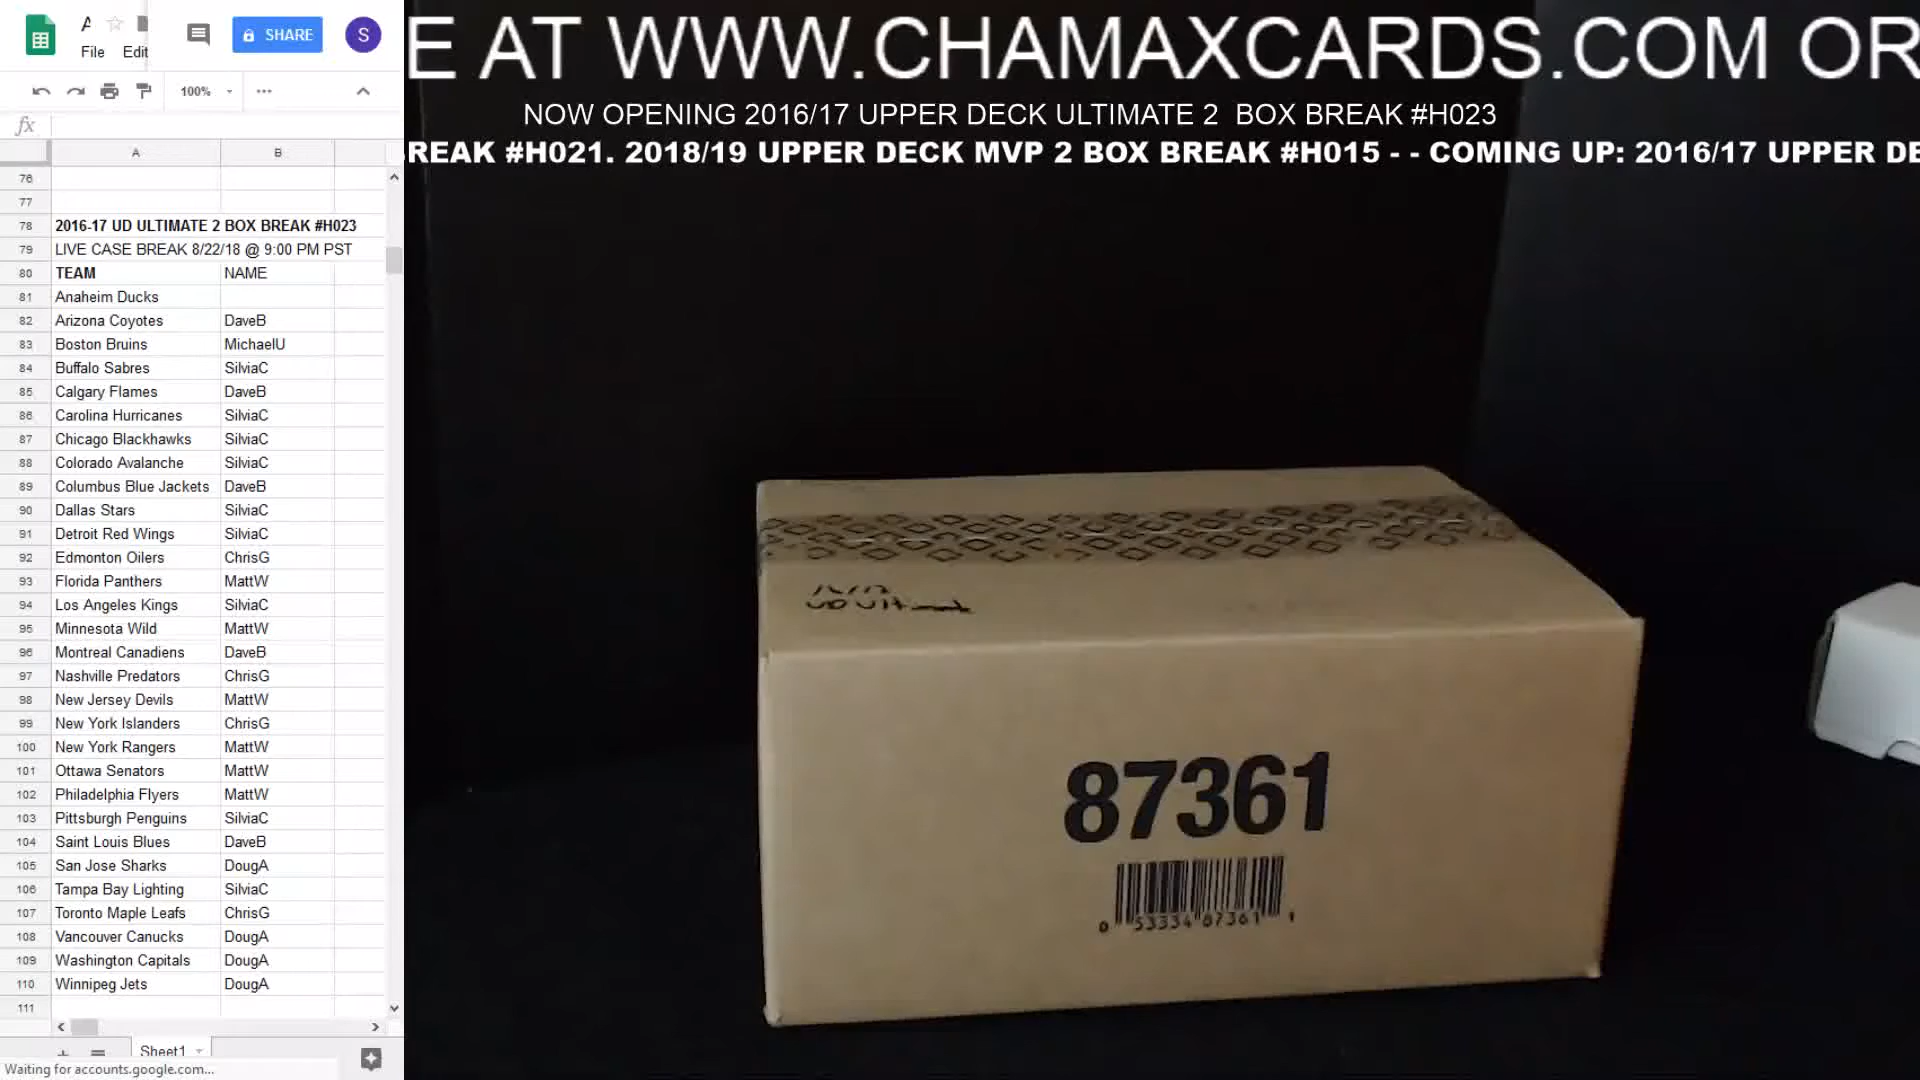 A
SHARE
S
File Edit
100%
fx
A B
76
77
78 2016-17 UD ULTIMATE 2 BOX BREAK #H023
79 LIVE CASE BREAK 8/22/18 @ 9:00 PM PST
80 TEAM NAME
81 Anaheim Ducks
82 Arizona Coyotes DaveB
83 Boston Bruins MichaelU
84 Buffalo Sabres SilviaC
85 Calgary Flames DaveB
86 Carolina Hurricanes SilviaC
87 Chicago Blackhawks SilviaC
88 Colorado Avalanche SilviaC
89 Columbus Blue Jackets DaveB
90 Dallas Stars SilviaC
91 Detroit Red Wings SilviaC
92 Edmonton Oilers ChrisG
93 Florida Panthers MattW
94 Los Angeles Kings SilviaC
95 Minnesota Wild MattW
96 Montreal Canadiens DaveB
97 Nashville Predators ChrisG
98 New Jersey Devils MattW
99 New York Islanders ChrisG
100 New York Rangers MattW
101 Ottawa Senators MattW
102 Philadelphia Flyers MattW
103 Pittsburgh Penguins SilviaC
104 Saint Louis Blues DaveB
105 San Jose Sharks DougA
106 Tampa Bay Lighting SilviaC
107 Toronto Maple Leafs ChrisG
108 Vancouver Canucks DougA
109 Washington Capitals DougA
110 Winnipeg Jets DougA
111
Sheet1
Waiting for accounts.google.com...
E AT WWW.CHAMAXCARDS.COM OR
NOW OPENING 2016/17 UPPER DECK ULTIMATE 2 BOX BREAK #H023
REAK #H021. 2018/19 UPPER DECK MVP 2 BOX BREAK #H015 - - COMING UP: 2016/17 UPPER DE
87361
0 53334 87361 1